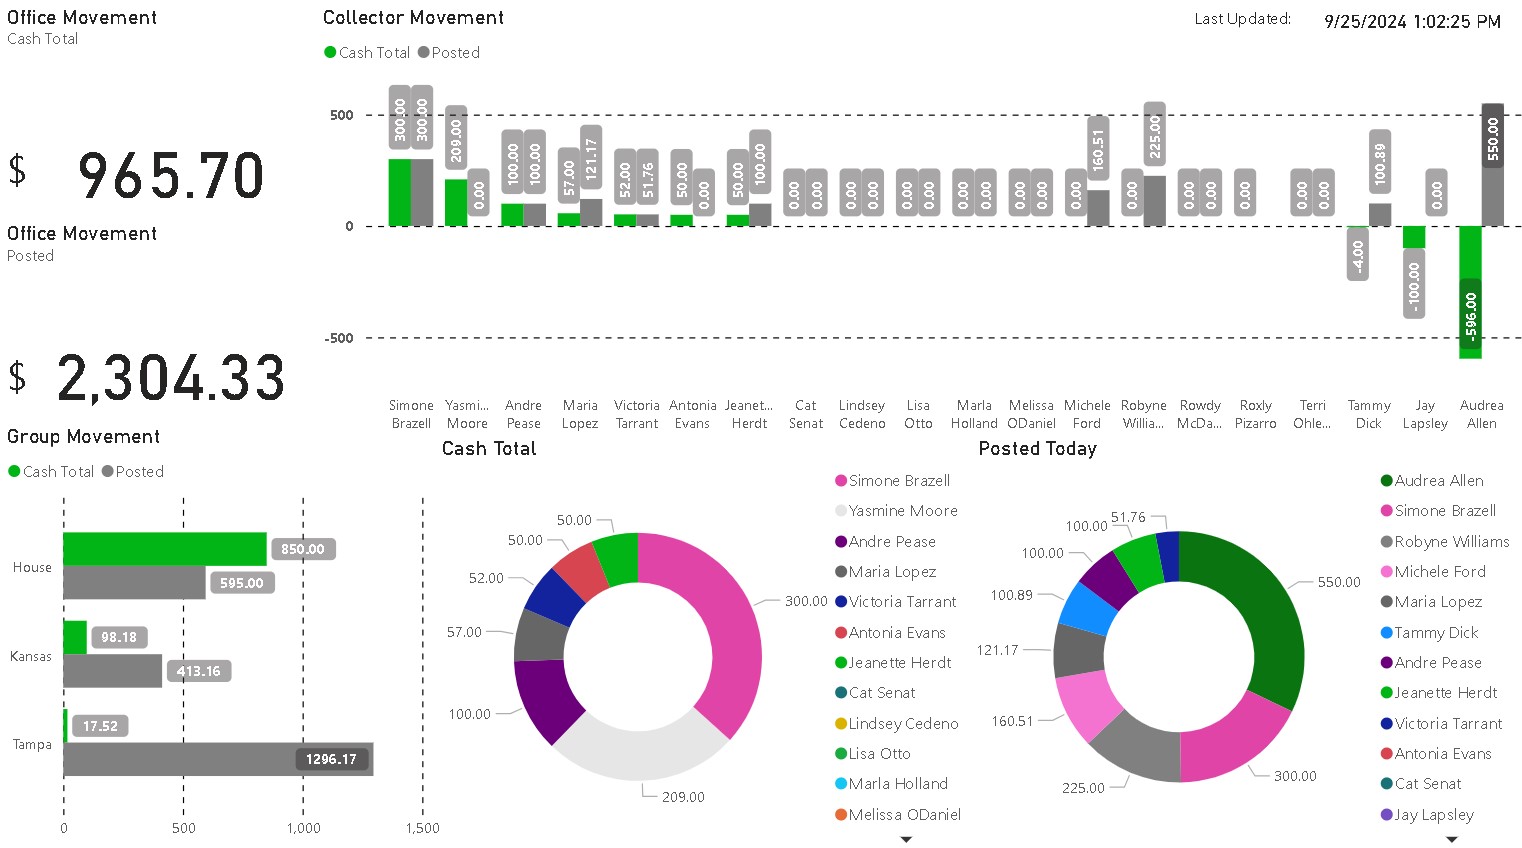 Office Movement
Cash Total
$ 965.70
Office Movement
Posted
$ 2,304.33
Collector Movement
Last Updated: 9/25/2024 1:02:25 PM
Cash Total Posted
500
0
-500
300.00 300.00
209.00 0.00
100.00 100.00
57.00 121.17
52.00 51.76
50.00 0.00
50.00 100.00
0.00 0.00
0.00 0.00
0.00 0.00
0.00 0.00
0.00 0.00
0.00 160.51
0.00 225.00
0.00 0.00
0.00
0.00 0.00
-4.00 100.89
-100.00 0.00
-596.00 550.00
Simone Brazell
Yasmi... Moore
Andre Pease
Maria Lopez
Victoria Tarrant
Antonia Evans
Jeanet... Herdt
Cat Senat
Lindsey Cedeno
Lisa Otto
Marla Holland
Melissa ODaniel
Michele Ford
Robyne Willia...
Rowdy McDa...
Roxly Pizarro
Terri Ohle...
Tammy Dick
Jay Lapsley
Audrea Allen
Group Movement
Cash Total Posted
House
850.00
595.00
Kansas
98.18
413.16
Tampa
17.52
1296.17
0 500 1,000 1,500
Cash Total
50.00
50.00
52.00
57.00
100.00
209.00
300.00
Simone Brazell
Yasmine Moore
Andre Pease
Maria Lopez
Victoria Tarrant
Antonia Evans
Jeanette Herdt
Cat Senat
Lindsey Cedeno
Lisa Otto
Marla Holland
Melissa ODaniel
Posted Today
51.76
100.00
100.00
100.89
121.17
160.51
225.00
300.00
550.00
Audrea Allen
Simone Brazell
Robyne Williams
Michele Ford
Maria Lopez
Tammy Dick
Andre Pease
Jeanette Herdt
Victoria Tarrant
Antonia Evans
Cat Senat
Jay Lapsley